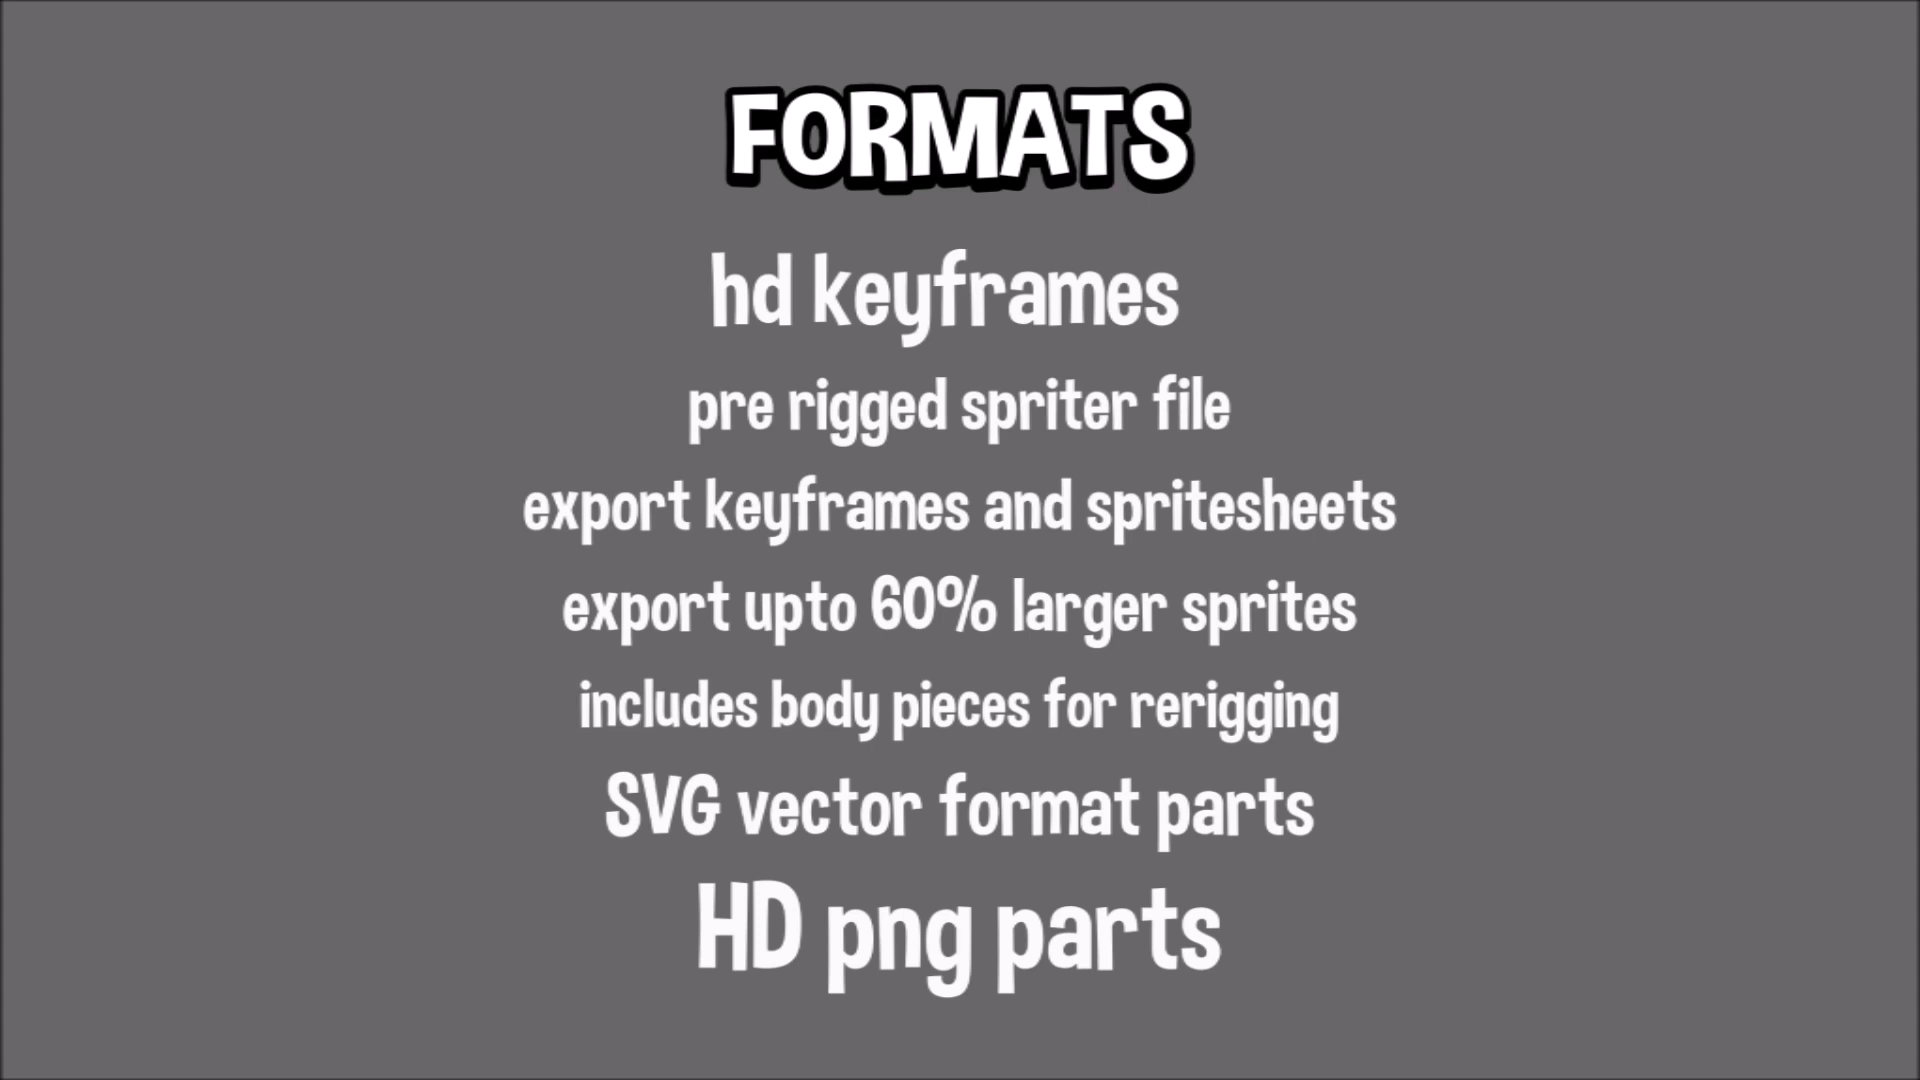 FORMATS
hd keyframes
pre rigged spriter file
export keyframes and spritesheets
export upto 60% larger sprites
includes body pieces for rerigging
SVG vector format parts
HD png parts